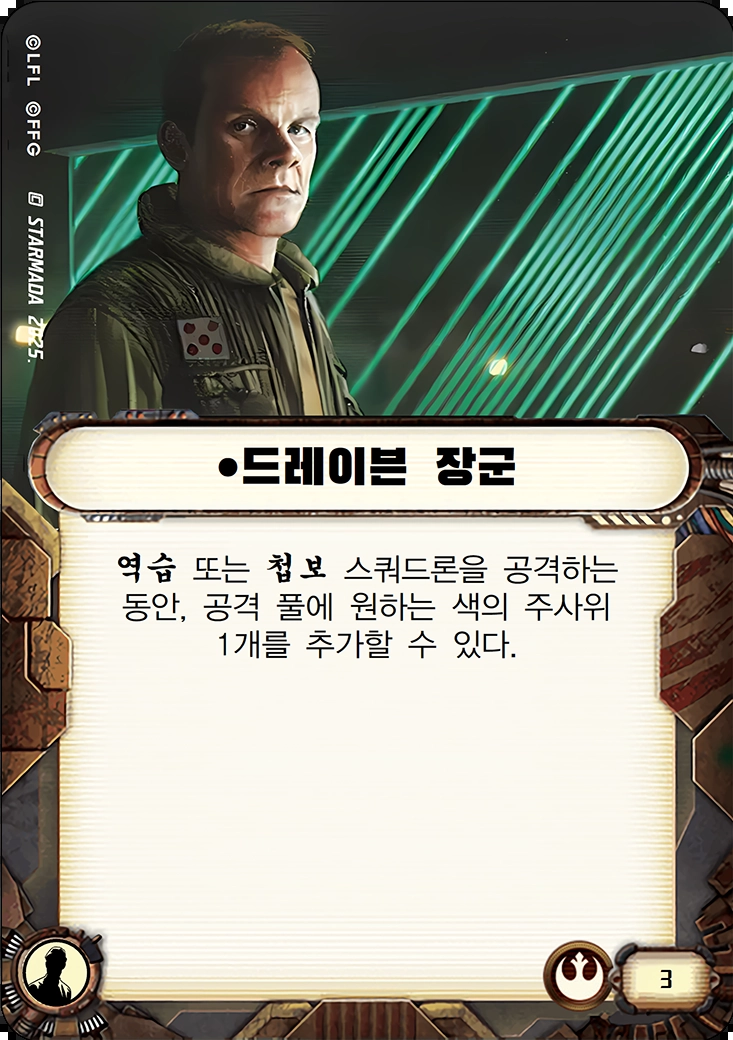 ©LFL ©FFG
STARMADA 2025.
•드레이븐 장군
역습 또는 첩보 스쿼드론을 공격하는
동안, 공격 풀에 원하는 색의 주사위
1개를 추가할 수 있다.
3